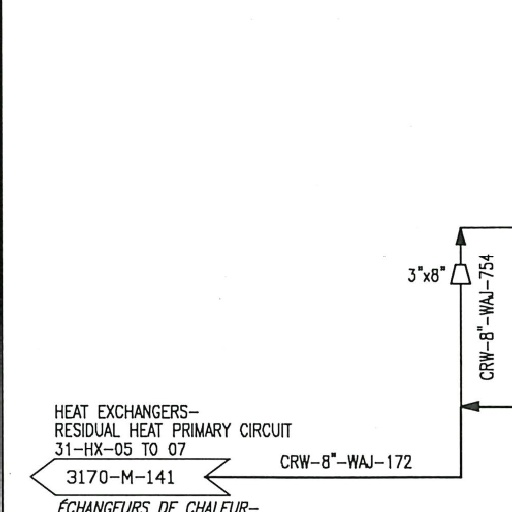 3"x8"
CRW-8"-WAJ-754
HEAT EXCHANGERS-
RESIDUAL HEAT PRIMARY CIRCUIT
31-HX-05 TO 07
CRW-8"-WAJ-172
3170-M-141
ÉCHANGEURS DE CHALEUR-